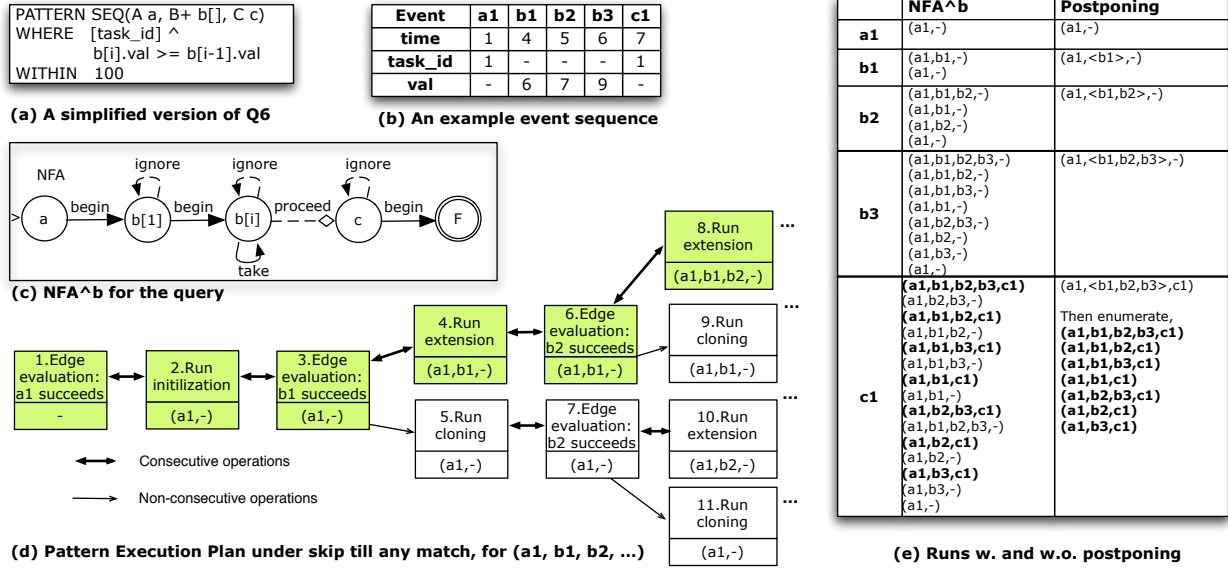 PATTERN SEQ(A a, B+ b[], C c)
WHERE [task_id] ^
b[i].val >= b[i-1].val
WITHIN 100
(a) A simplified version of Q6
Event a1 b1 b2 b3 c1
time 1 4 5 6 7
task_id 1 - - - 1
val - 6 7 9 -
(b) An example event sequence
NFA
ignore ignore ignore
> a begin b[1] begin b[i] proceed c begin F
take
(c) NFA^b for the query
1.Edge
evaluation:
a1 succeeds
-
2.Run
initilization
(a1,-)
3.Edge
evaluation:
b1 succeeds
(a1,-)
4.Run
extension
(a1,b1,-)
5.Run
cloning
(a1,-)
6.Edge
evaluation:
b2 succeeds
(a1,b1,-)
7.Edge
evaluation:
b2 succeeds
(a1,-)
8.Run
extension
(a1,b1,b2,-)
...
9.Run
cloning
(a1,b1,-)
...
10.Run
extension
(a1,b2,-)
...
11.Run
cloning
(a1,-)
...
Consecutive operations
Non-consecutive operations
(d) Pattern Execution Plan under skip till any match, for (a1, b1, b2, ...)
NFA^b Postponing
a1 (a1,-) (a1,-)
b1 (a1,b1,-) (a1,<b1>,-)
(a1,-)
b2 (a1,b1,b2,-) (a1,<b1,b2>,-)
(a1,b1,-)
(a1,b2,-)
(a1,-)
b3 (a1,b1,b2,b3,-) (a1,<b1,b2,b3>,-)
(a1,b1,b2,-)
(a1,b1,b3,-)
(a1,b1,-)
(a1,b2,b3,-)
(a1,b2,-)
(a1,b3,-)
(a1,-)
c1
(a1,b1,b2,b3,c1) (a1,<b1,b2,b3>,c1)
(a1,b2,b3,-)
(a1,b1,b2,c1) Then enumerate,
(a1,b1,b2,-) (a1,b1,b2,b3,c1)
(a1,b1,b3,c1) (a1,b1,b2,c1)
(a1,b1,b3,-) (a1,b1,b3,c1)
(a1,b1,c1) (a1,b1,c1)
(a1,b1,-) (a1,b2,b3,c1)
(a1,b2,b3,c1) (a1,b2,c1)
(a1,b1,b2,b3,-) (a1,b3,c1)
(a1,b2,c1)
(a1,b2,-)
(a1,b3,c1)
(a1,b3,-)
(a1,-)
(e) Runs w. and w.o. postponing